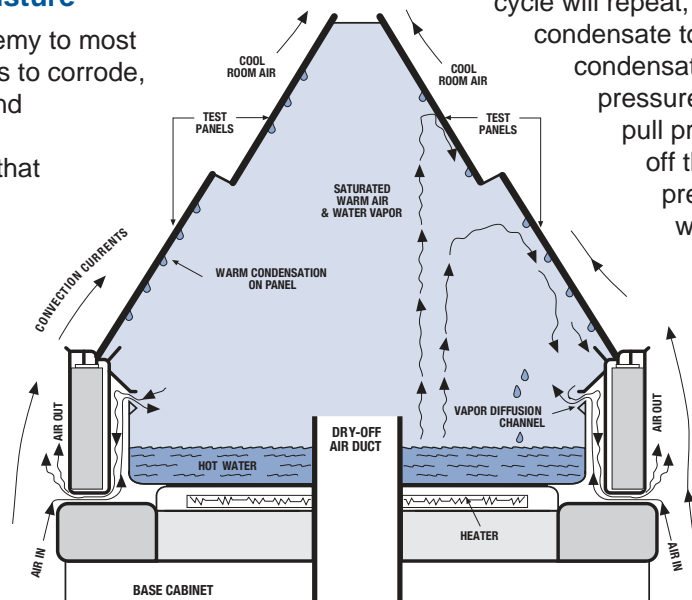 isture
emy to most
s to corrode,
nd
that
cycle will repeat,
condensate to
condensat
pressure
pull pr
off th
pre
w
COOL
ROOM AIR
COOL
ROOM AIR
TEST
PANELS
TEST
PANELS
SATURATED
WARM AIR
& WATER VAPOR
CONVECTION CURRENTS
WARM CONDENSATION
ON PANEL
AIR OUT
VAPOR DIFFUSION
CHANNEL
AIR OUT
DRY-OFF
AIR DUCT
HOT WATER
HEATER
AIR IN
AIR IN
BASE CABINET